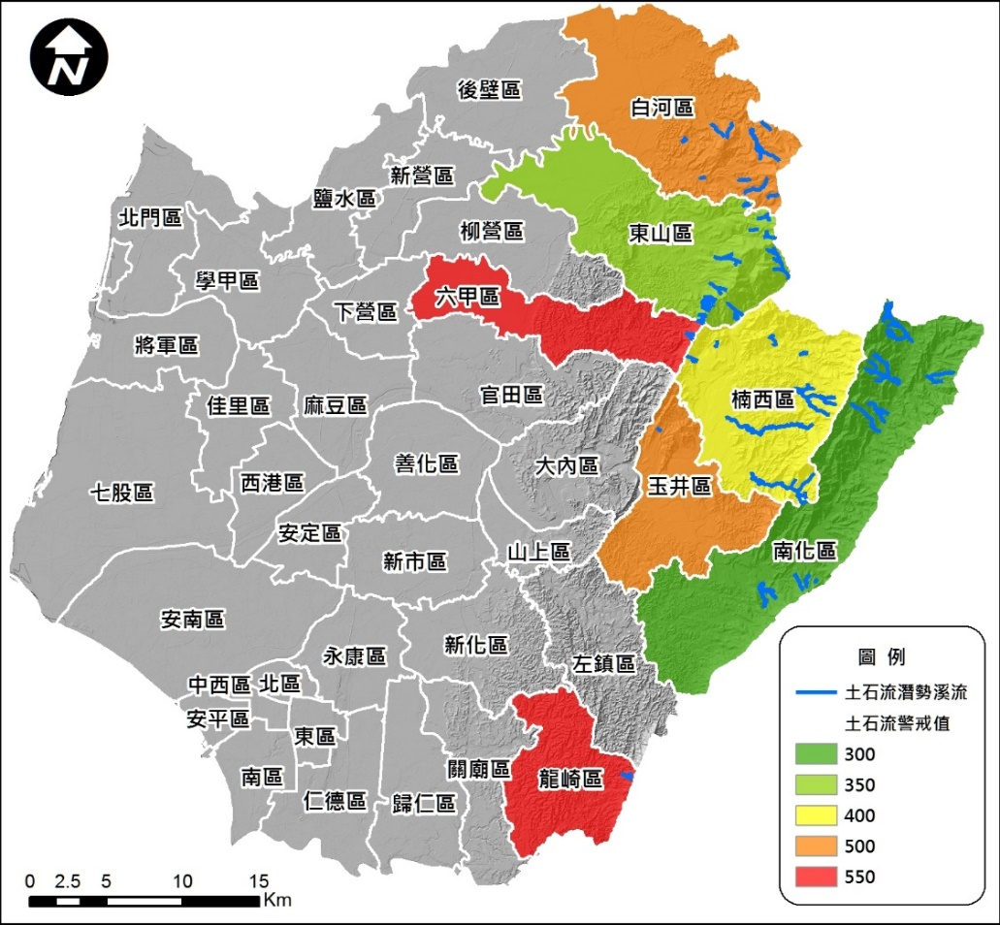 N
後壁區
白河區
新營區
鹽水區
北門區
柳營區
東山區
學甲區
六甲區
下營區
將軍區
佳里區
麻豆區
官田區
楠西區
善化區
大內區
七股區
西港區
玉井區
安定區
新市區
山上區
南化區
安南區
新化區
永康區
左鎮區
中西區
北區
安平區
東區
南區
關廟區
龍崎區
仁德區
歸仁區
圖 例
土石流潛勢溪流
土石流警戒值
300
350
400
500
550
0 2.5 5 10 15
Km